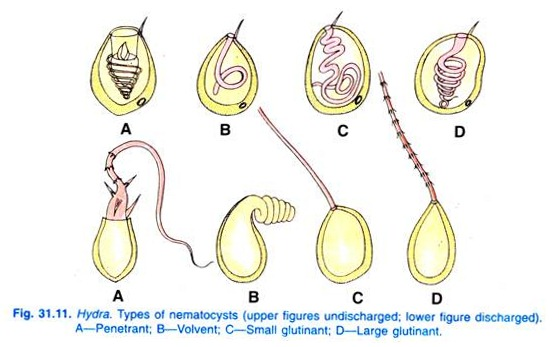 A B C D
A B C D
Fig. 31.11. Hydra. Types of nematocysts (upper figures undischarged; lower figure discharged).
A—Penetrant; B—Volvent; C—Small glutinant; D—Large glutinant.